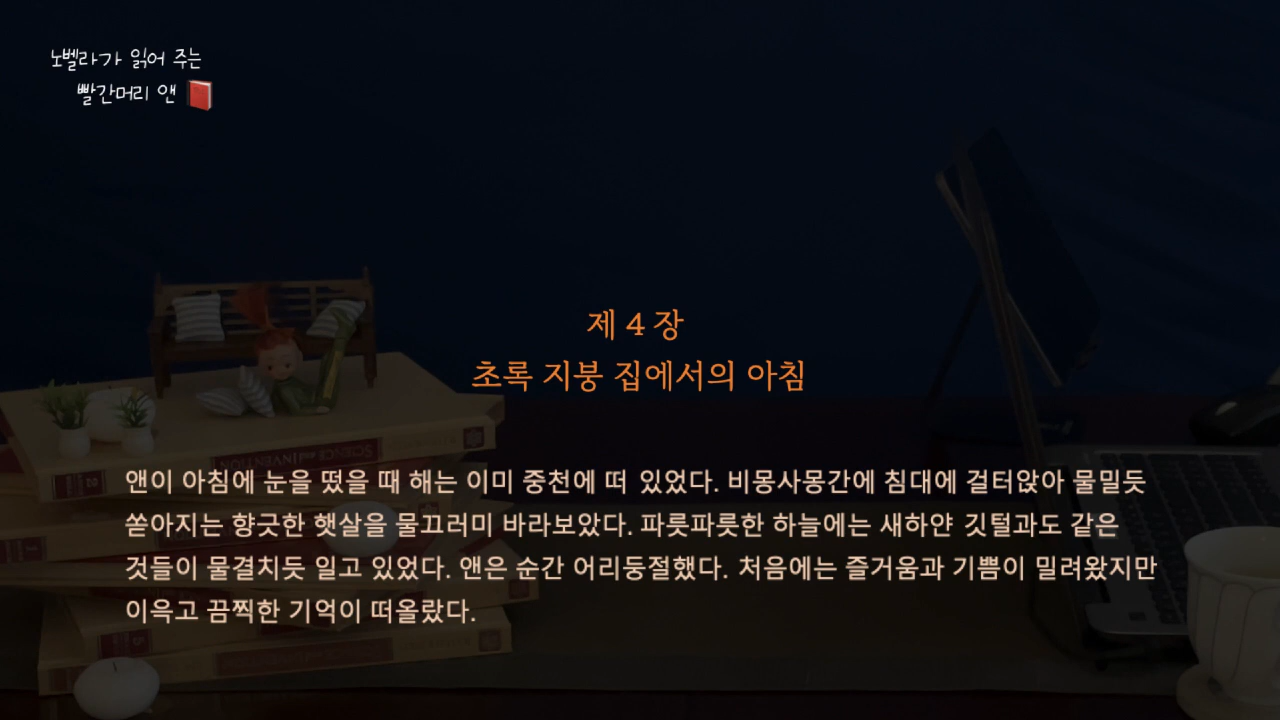 노벨라가 읽어 주는
빨간머리 앤
제 4 장
초록 지붕 집에서의 아침
앤이 아침에 눈을 떴을 때 해는 이미 중천에 떠 있었다. 비몽사몽간에 침대에 걸터앉아 물밀듯
쏟아지는 향긋한 햇살을 물끄러미 바라보았다. 파릇파릇한 하늘에는 새하얀 깃털과도 같은
것들이 물결치듯 일고 있었다. 앤은 순간 어리둥절했다. 처음에는 즐거움과 기쁨이 밀려왔지만
이윽고 끔찍한 기억이 떠올랐다.
SCIENCE INVENTION